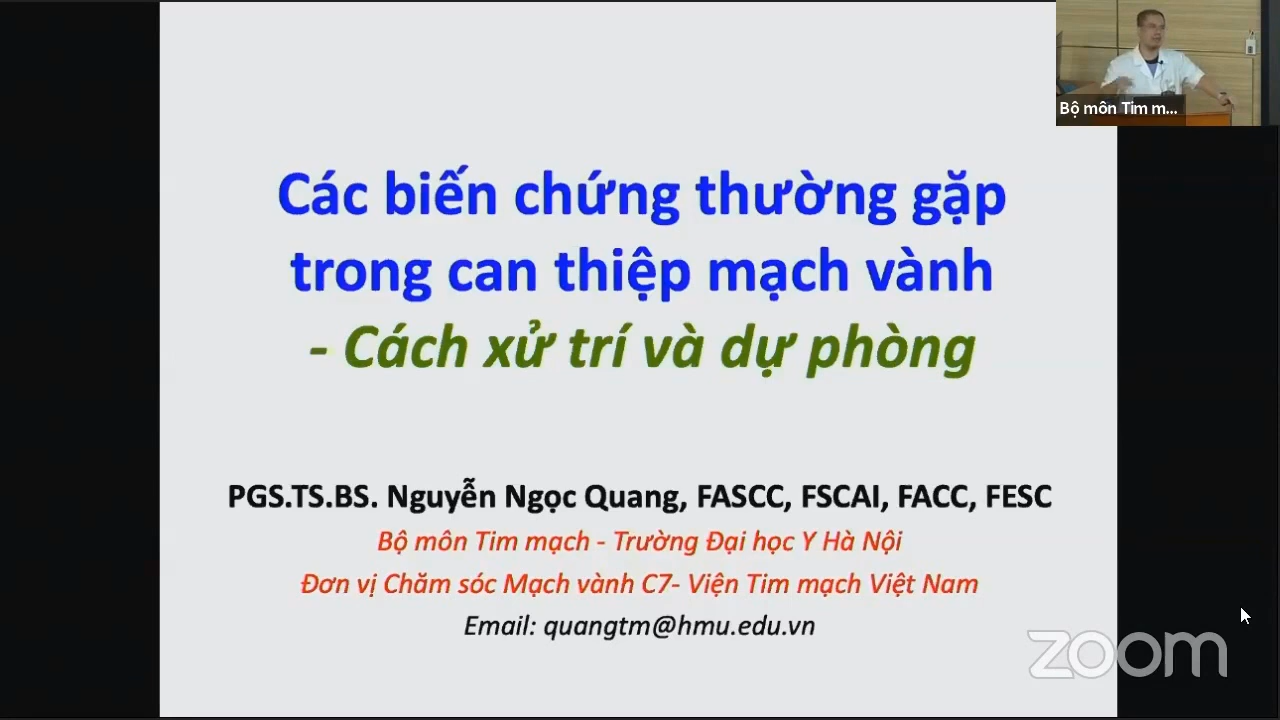 Bộ môn Tim m...
Các biến chứng thường gặp
trong can thiệp mạch vành
- Cách xử trí và dự phòng
PGS.TS.BS. Nguyễn Ngọc Quang, FASCC, FSCAI, FACC, FESC
Bộ môn Tim mạch - Trường Đại học Y Hà Nội
Đơn vị Chăm sóc Mạch vành C7- Viện Tim mạch Việt Nam
Email: quangtm@hmu.edu.vn
zoom